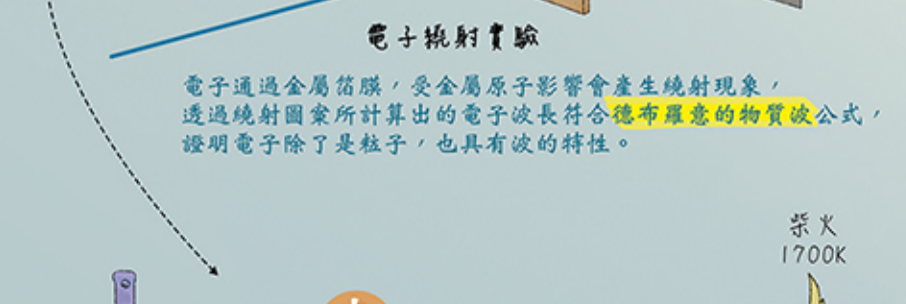 電子繞射實驗
電子通過金屬箔膜，受金屬原子影響會產生繞射現象，
透過繞射圖案所計算出的電子波長符合德布羅意的物質波公式，
證明電子除了是粒子，也具有波的特性。
柴火
1700K